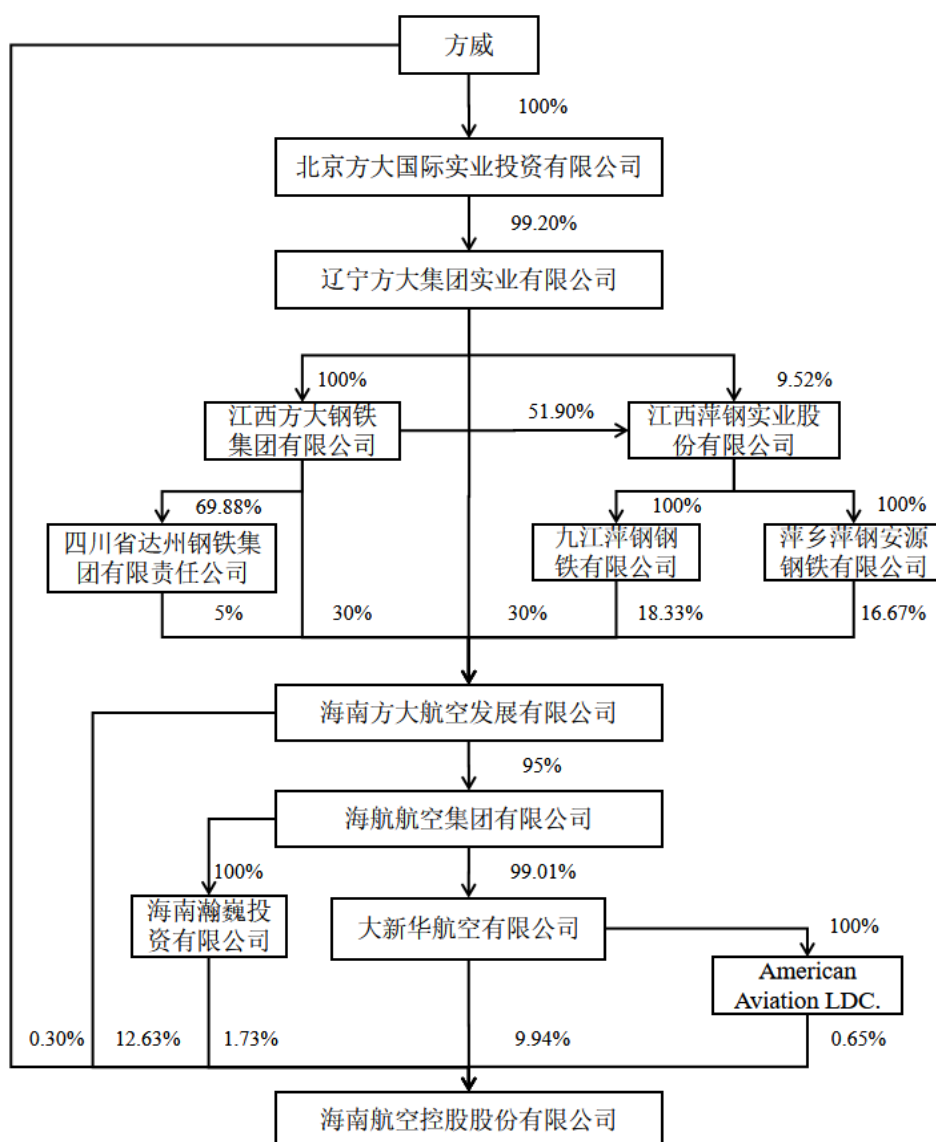 方威
100%
北京方大国际实业投资有限公司
99.20%
辽宁方大集团实业有限公司
100%
9.52%
江西方大钢铁
集团有限公司
51.90%
江西萍钢实业股
份有限公司
69.88%
100%
100%
四川省达州钢铁集
团有限责任公司
九江萍钢钢
铁有限公司
萍乡萍钢安源
钢铁有限公司
5%
30%
30%
18.33%
16.67%
海南方大航空发展有限公司
95%
海航航空集团有限公司
100%
99.01%
海南瀚巍投
资有限公司
大新华航空有限公司
100%
American
Aviation LDC.
0.30%
12.63%
1.73%
9.94%
0.65%
海南航空控股股份有限公司